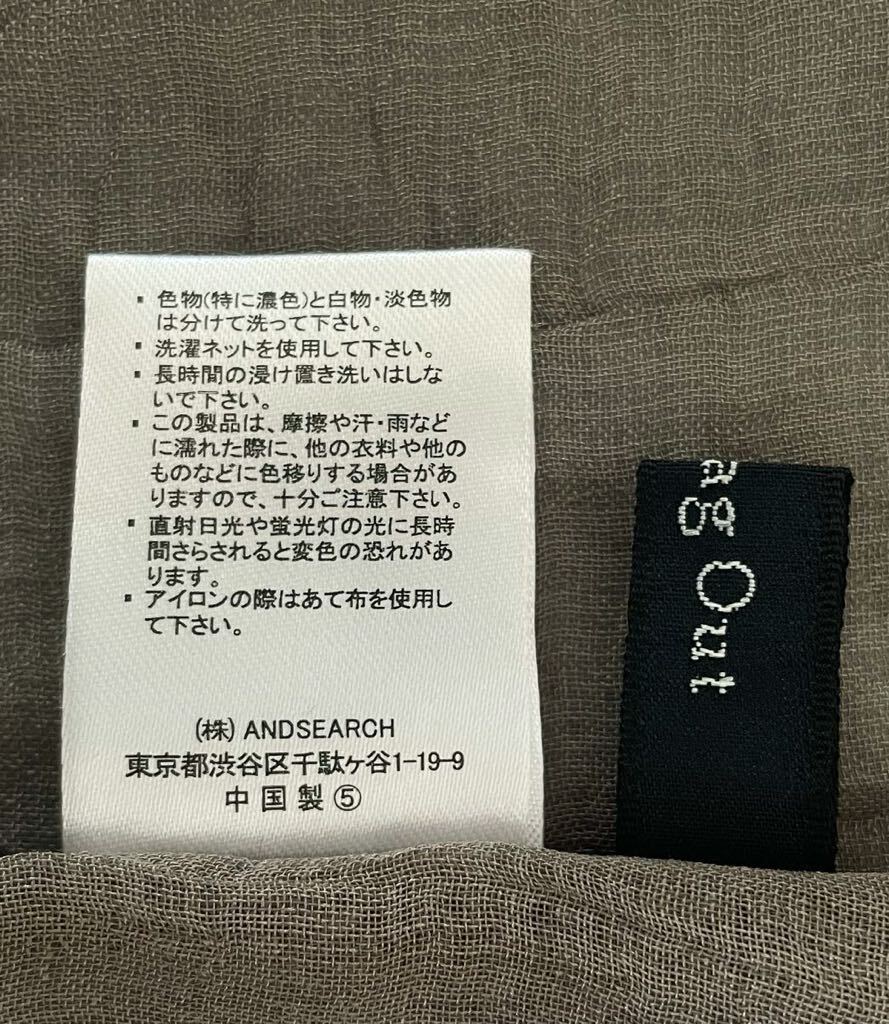 ▪ 色物(特に濃色)と白物・淡色物
は分けて洗って下さい。
▪ 洗濯ネットを使用して下さい。
▪ 長時間の浸け置き洗いはしな
いで下さい。
▪ この製品は、摩擦や汗・雨など
に濡れた際に、他の衣料や他の
ものなどに色移りする場合があ
りますので、十分ご注意下さい。
▪ 直射日光や蛍光灯の光に長時
間さらされると変色の恐れがあ
ります。
▪ アイロンの際はあて布を使用し
て下さい。
(株) ANDSEARCH
東京都渋谷区千駄ヶ谷1-19-9
中国製⑤
ag Out